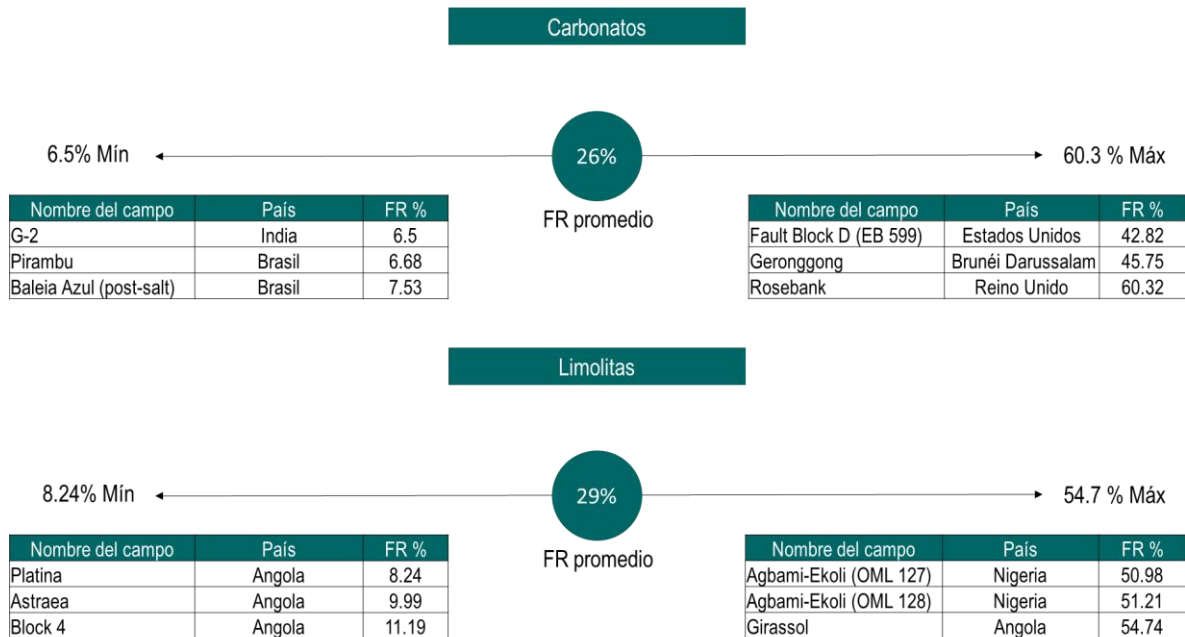 Carbonatos
6.5% Mín
26%
60.3 % Máx
FR promedio
Nombre del campo País FR %
G-2 India 6.5
Pirambu Brasil 6.68
Baleia Azul (post-salt) Brasil 7.53
Nombre del campo País FR %
Fault Block D (EB 599) Estados Unidos 42.82
Geronggong Brunéi Darussalam 45.75
Rosebank Reino Unido 60.32
Limolitas
8.24% Mín
29%
54.7 % Máx
FR promedio
Nombre del campo País FR %
Platina Angola 8.24
Astraea Angola 9.99
Block 4 Angola 11.19
Nombre del campo País FR %
Agbami-Ekoli (OML 127) Nigeria 50.98
Agbami-Ekoli (OML 128) Nigeria 51.21
Girassol Angola 54.74